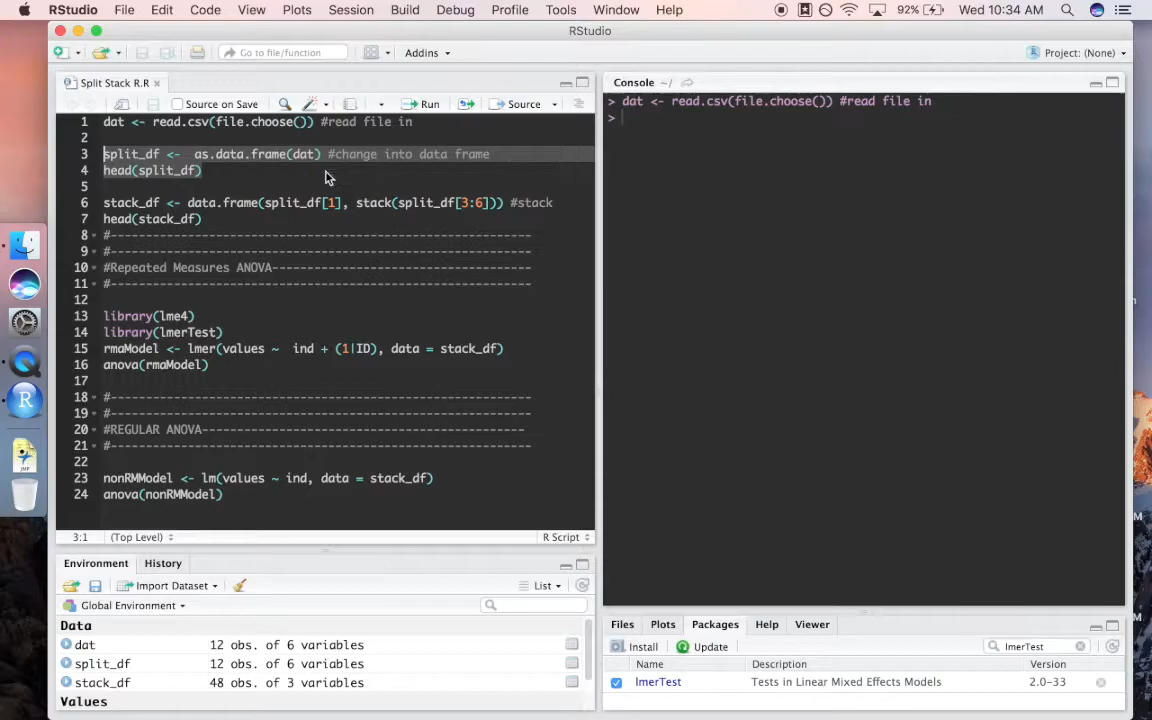 RStudio File Edit Code View Plots Session Build Debug Profile Tools Window Help 92% Wed 10:34 AM
RStudio
Go to file/function Addins Project: (None)
Split Stack R.R
Source on Save Run Source
1 dat <- read.csv(file.choose()) #read file in
2
3 split_df <-  as.data.frame(dat) #change into data frame
4 head(split_df)
5
6 stack_df <- data.frame(split_df[1], stack(split_df[3:6])) #stack
7 head(stack_df)
8 #----------------------------------------------------------
9 #----------------------------------------------------------
10 #Repeated Measures ANOVA-----------------------------------
11 #----------------------------------------------------------
12
13 library(lme4)
14 library(lmerTest)
15 rmaModel <- lmer(values ~  ind + (1|ID), data = stack_df)
16 anova(rmaModel)
17
18 #----------------------------------------------------------
19 #----------------------------------------------------------
20 #REGULAR ANOVA--------------------------------------------
21 #----------------------------------------------------------
22
23 nonRMModel <- lm(values ~ ind, data = stack_df)
24 anova(nonRMModel)
3:1 (Top Level) R Script
Console ~/
> dat <- read.csv(file.choose()) #read file in
>
Environment History
Import Dataset List
Global Environment
Data
dat 12 obs. of 6 variables
split_df 12 obs. of 6 variables
stack_df 48 obs. of 3 variables
Values
Files Plots Packages Help Viewer
Install Update lmerTest
Name Description Version
lmerTest Tests in Linear Mixed Effects Models 2.0-33
R
JMP